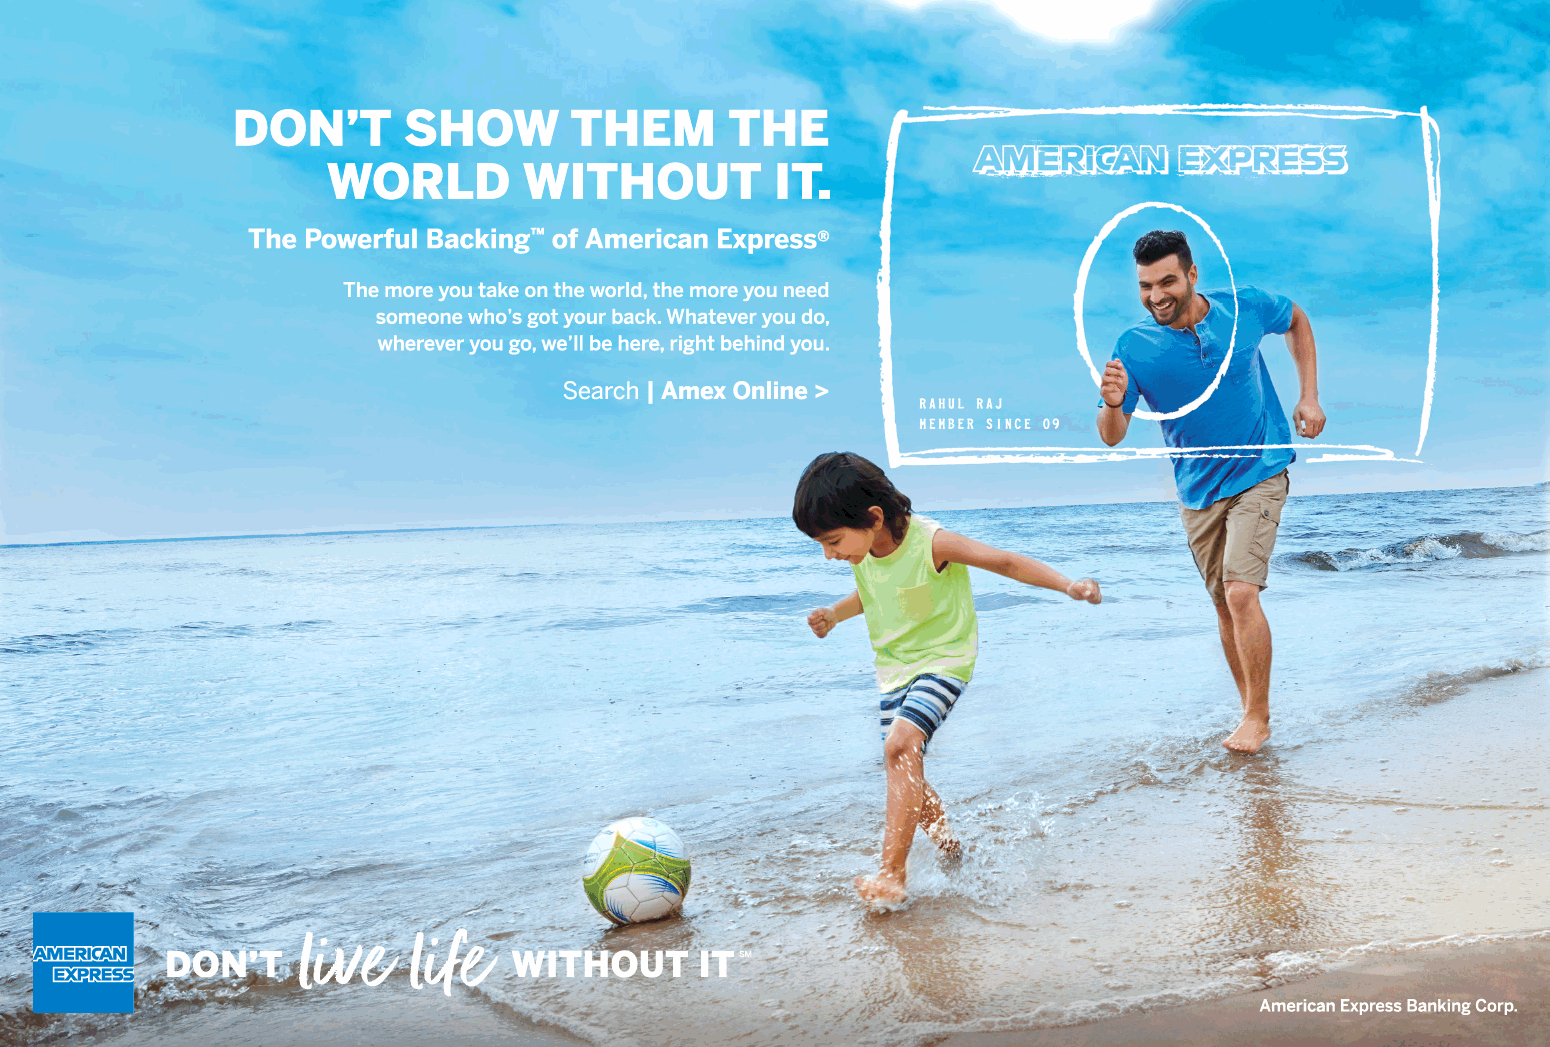 DON'T SHOW THEM THE
WORLD WITHOUT IT.
The Powerful Backing™ of American Express®
The more you take on the world, the more you need
someone who's got your back. Whatever you do,
wherever you go, we'll be here, right behind you.
Search | Amex Online >
AMERICAN EXPRESS
RAHUL RAJ
MEMBER SINCE 09
AMERICAN
EXPRESS
DON'T live life WITHOUT IT℠
American Express Banking Corp.